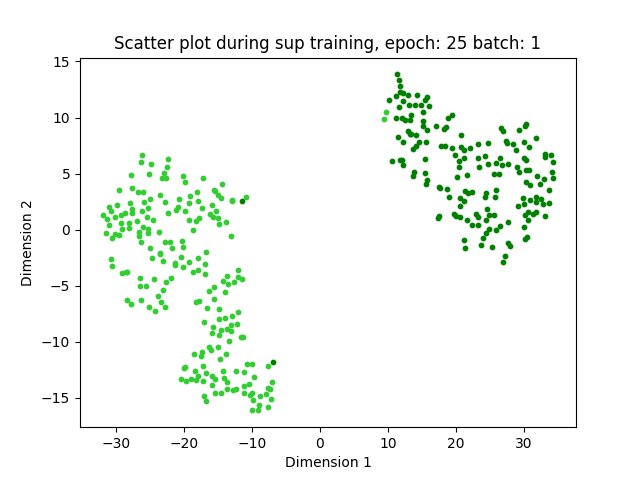 Scatter plot during sup training, epoch: 25 batch: 1
15
10
5
0
−5
−10
−15
Dimension 2
−30 −20 −10 0 10 20 30
Dimension 1